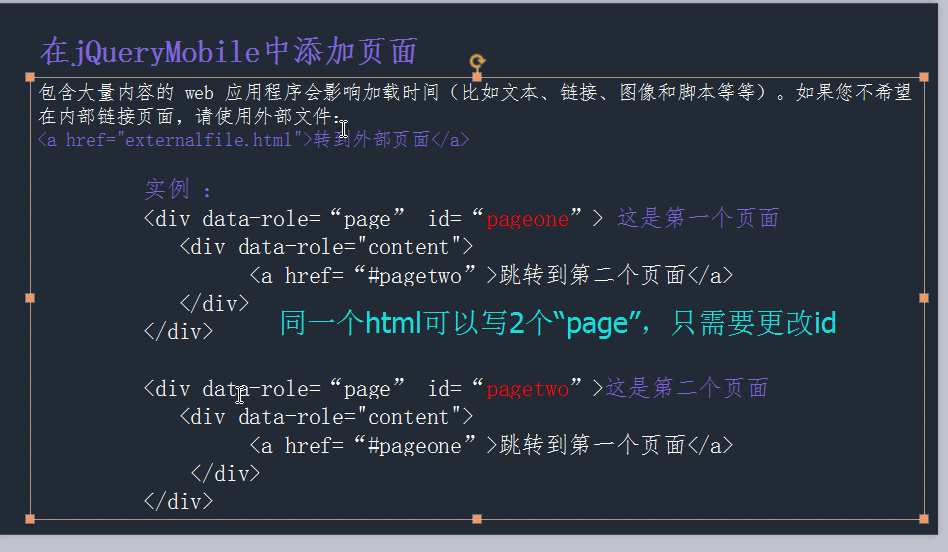 在jQueryMobile中添加页面
包含大量内容的 web 应用程序会影响加载时间（比如文本、链接、图像和脚本等等）。如果您不希望
在内部链接页面，请使用外部文件：
<a href="externalfile.html">转到外部页面</a>
实例 ：
<div data-role=“page” id=“pageone”> 这是第一个页面
<div data-role="content">
<a href=“#pagetwo”>跳转到第二个页面</a>
</div>
</div>
同一个html可以写2个“page”，只需要更改id
<div data-role=“page” id=“pagetwo”>这是第二个页面
<div data-role="content">
<a href=“#pageone”>跳转到第一个页面</a>
</div>
</div>